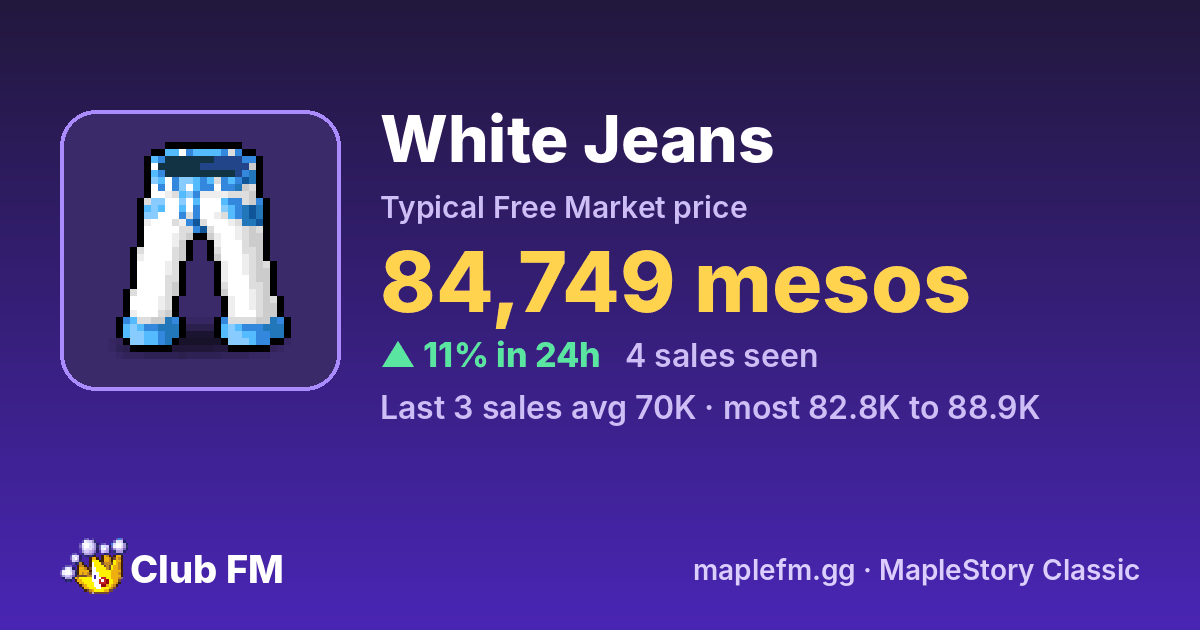 White Jeans
Typical Free Market price
84,749 mesos
▲ 11% in 24h 4 sales seen
Last 3 sales avg 70K · most 82.8K to 88.9K
Club FM
maplefm.gg · MapleStory Classic